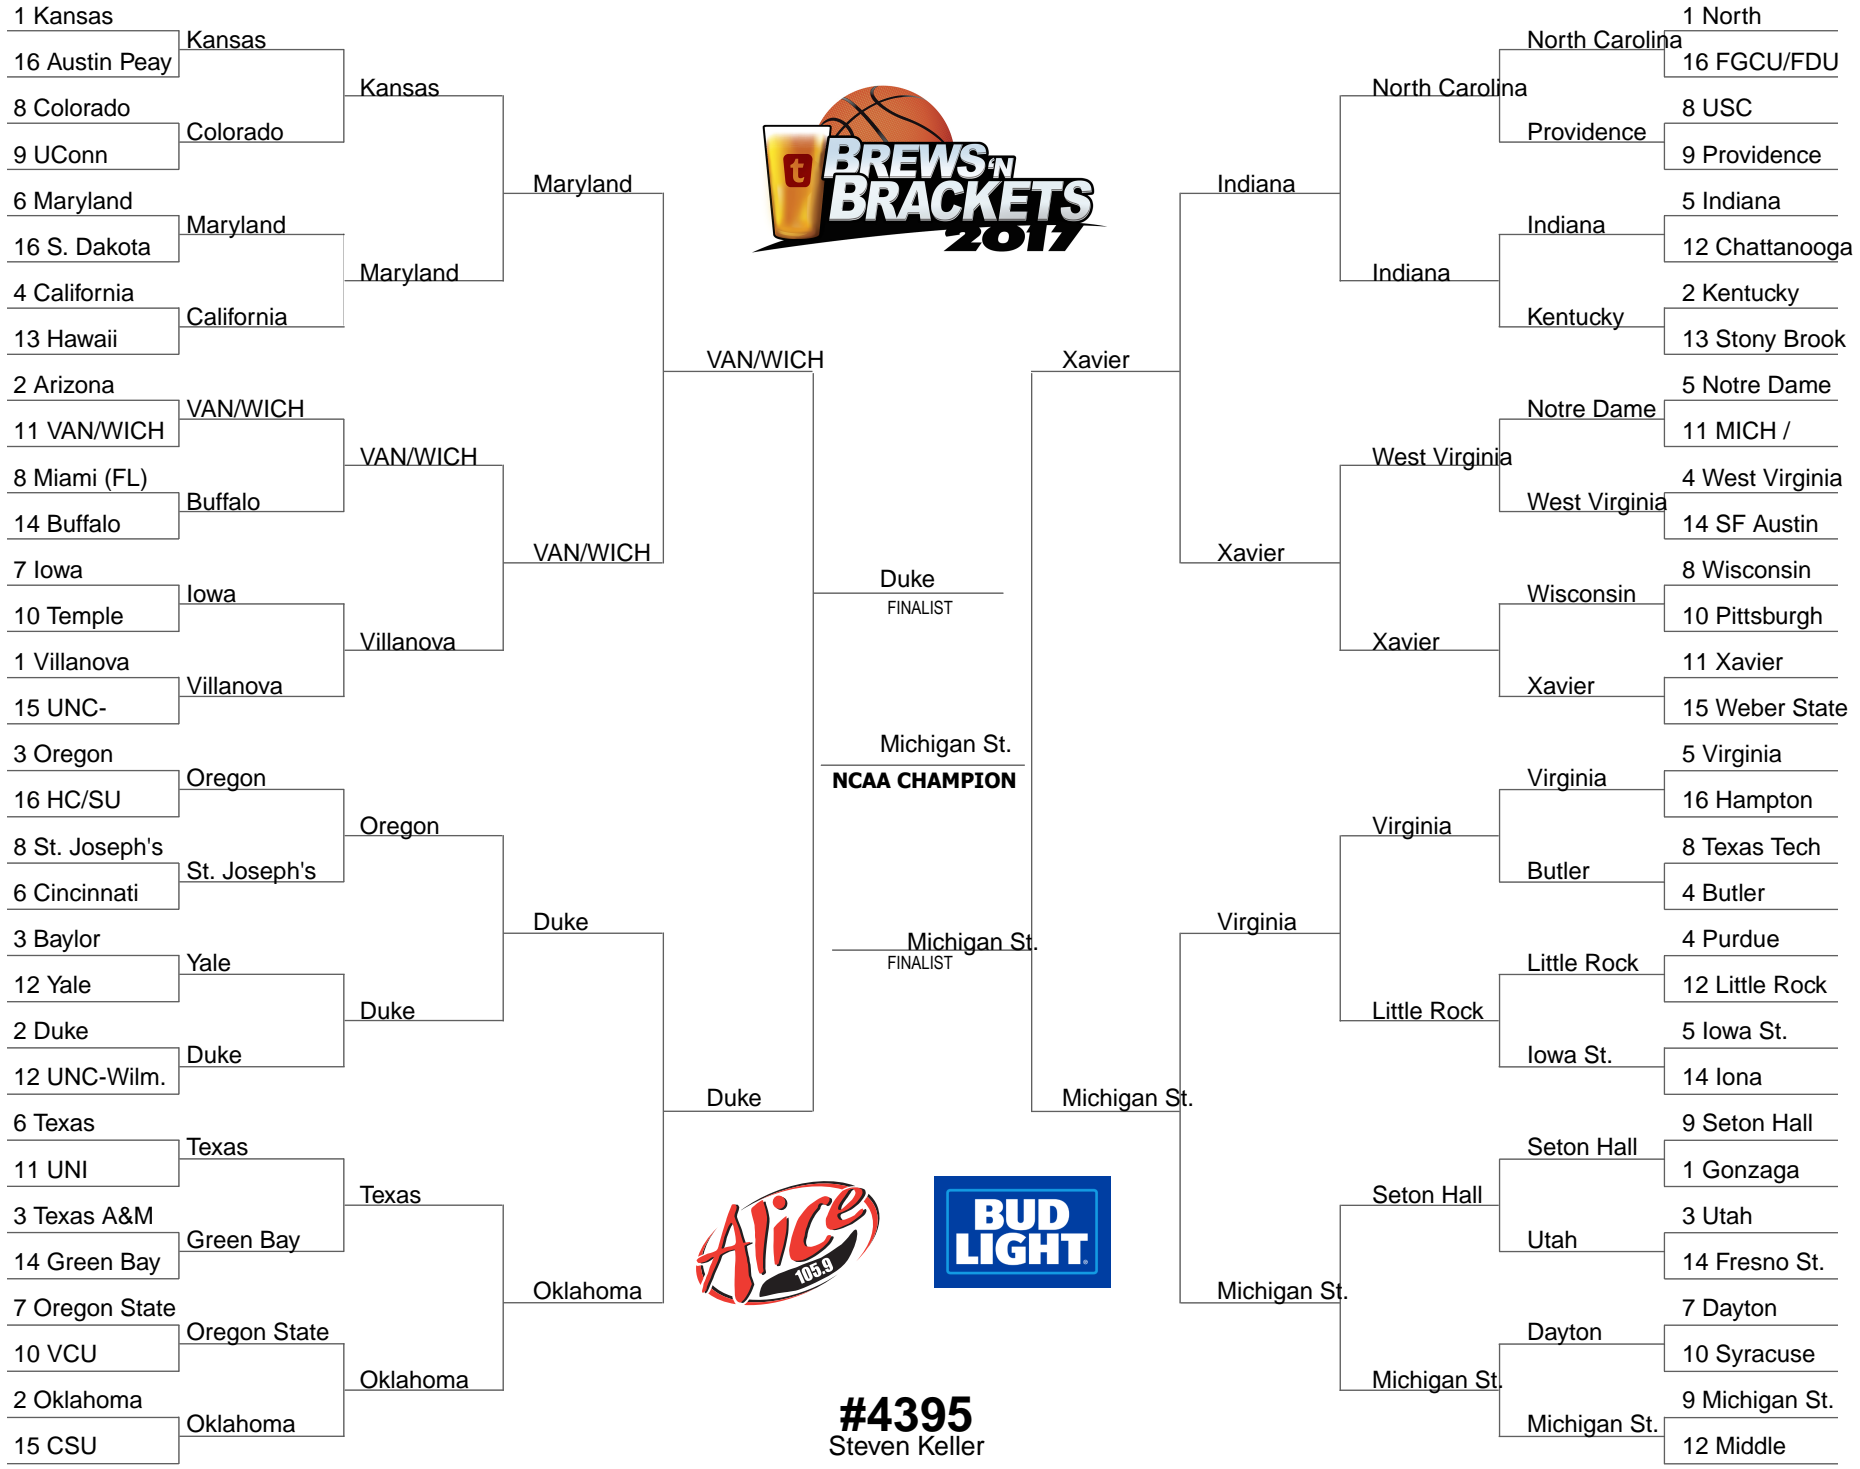 1 Kansas
16 Austin Peay
8 Colorado
9 UConn
6 Maryland
16 S. Dakota
4 California
13 Hawaii
2 Arizona
11 VAN/WICH
8 Miami (FL)
14 Buffalo
7 Iowa
10 Temple
1 Villanova
15 UNC-
3 Oregon
16 HC/SU
8 St. Joseph's
6 Cincinnati
3 Baylor
12 Yale
2 Duke
12 UNC-Wilm.
6 Texas
11 UNI
3 Texas A&M
14 Green Bay
7 Oregon State
10 VCU
2 Oklahoma
15 CSU
Kansas
Colorado
Maryland
California
VAN/WICH
Buffalo
Iowa
Villanova
Oregon
St. Joseph's
Yale
Duke
Texas
Green Bay
Oregon State
Oklahoma
Kansas
Maryland
VAN/WICH
Villanova
Oregon
Duke
Texas
Oklahoma
Maryland
VAN/WICH
Duke
Oklahoma
VAN/WICH
Duke
t
BREWS 'N
BRACKETS
2017
Duke
FINALIST
Michigan St.
NCAA CHAMPION
Michigan St.
FINALIST
Alice
105.9
BUD
LIGHT
#4395
Steven Keller
Xavier
Michigan St.
Indiana
Xavier
Virginia
Michigan St.
North Carolina
Indiana
West Virginia
Xavier
Virginia
Little Rock
Seton Hall
Michigan St.
North Carolina
Providence
Indiana
Kentucky
Notre Dame
West Virginia
Wisconsin
Xavier
Virginia
Butler
Little Rock
Iowa St.
Seton Hall
Utah
Dayton
Michigan St.
1 North
16 FGCU/FDU
8 USC
9 Providence
5 Indiana
12 Chattanooga
2 Kentucky
13 Stony Brook
5 Notre Dame
11 MICH /
4 West Virginia
14 SF Austin
8 Wisconsin
10 Pittsburgh
11 Xavier
15 Weber State
5 Virginia
16 Hampton
8 Texas Tech
4 Butler
4 Purdue
12 Little Rock
5 Iowa St.
14 Iona
9 Seton Hall
1 Gonzaga
3 Utah
14 Fresno St.
7 Dayton
10 Syracuse
9 Michigan St.
12 Middle